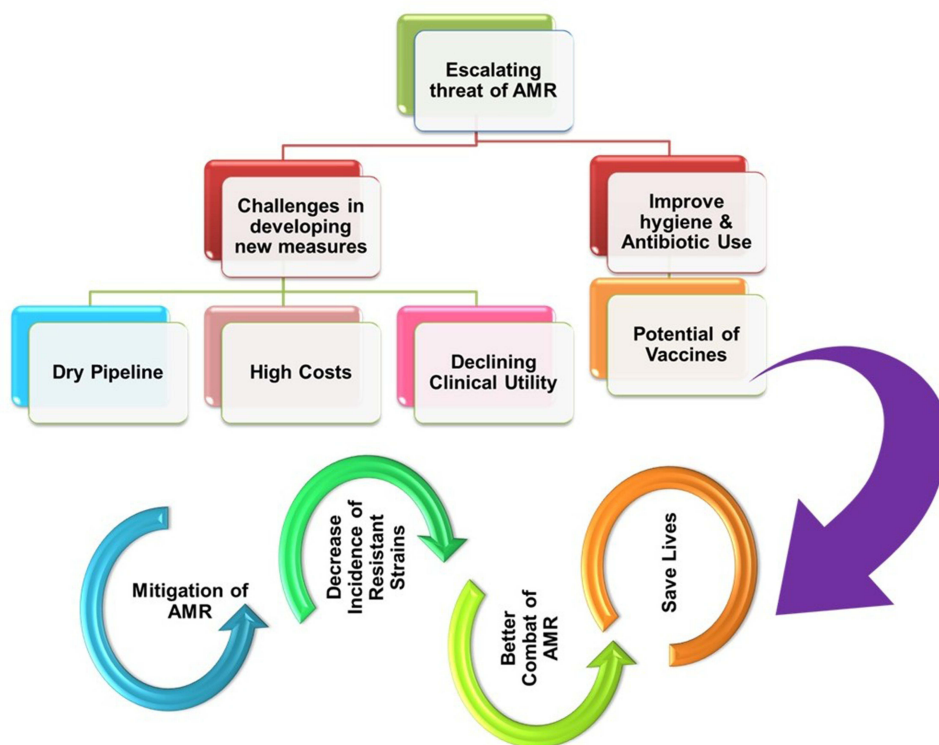 Escalating
threat of AMR
Challenges in
developing
new measures
Improve
hygiene &
Antibiotic Use
Dry Pipeline
High Costs
Declining
Clinical Utility
Potential of
Vaccines
Mitigation of
AMR
Decrease
Incidence of
Resistant
Strains
Better
Combat of
AMR
Save Lives